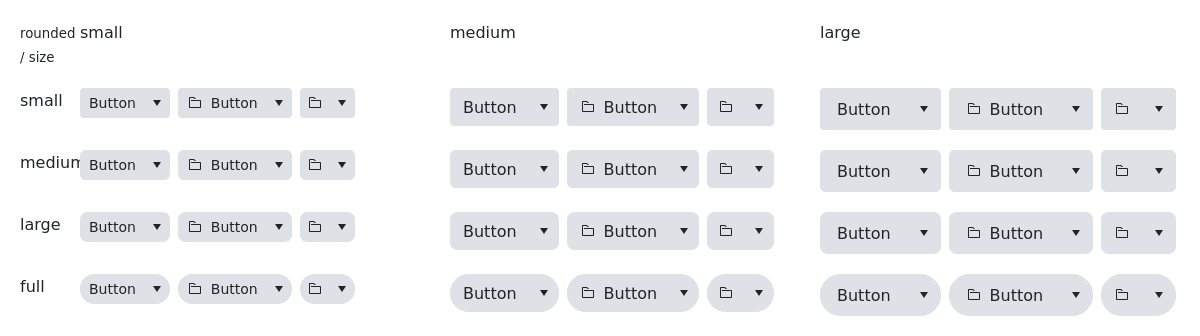 rounded small medium large
/ size
small Button Button Button Button Button Button
medium Button Button Button Button Button Button
large Button Button Button Button Button Button
full Button Button Button Button Button Button